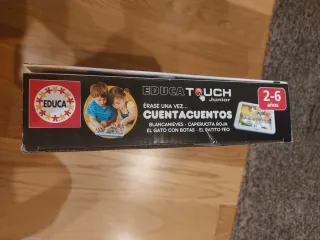 EDUCA
EDUCA TOUCH
Junior
ÉRASE UNA VEZ...
CUENTACUENTOS
BLANCANIEVES - CAPERUCITA ROJA
EL GATO CON BOTAS - EL PATITO FEO
2-6
años